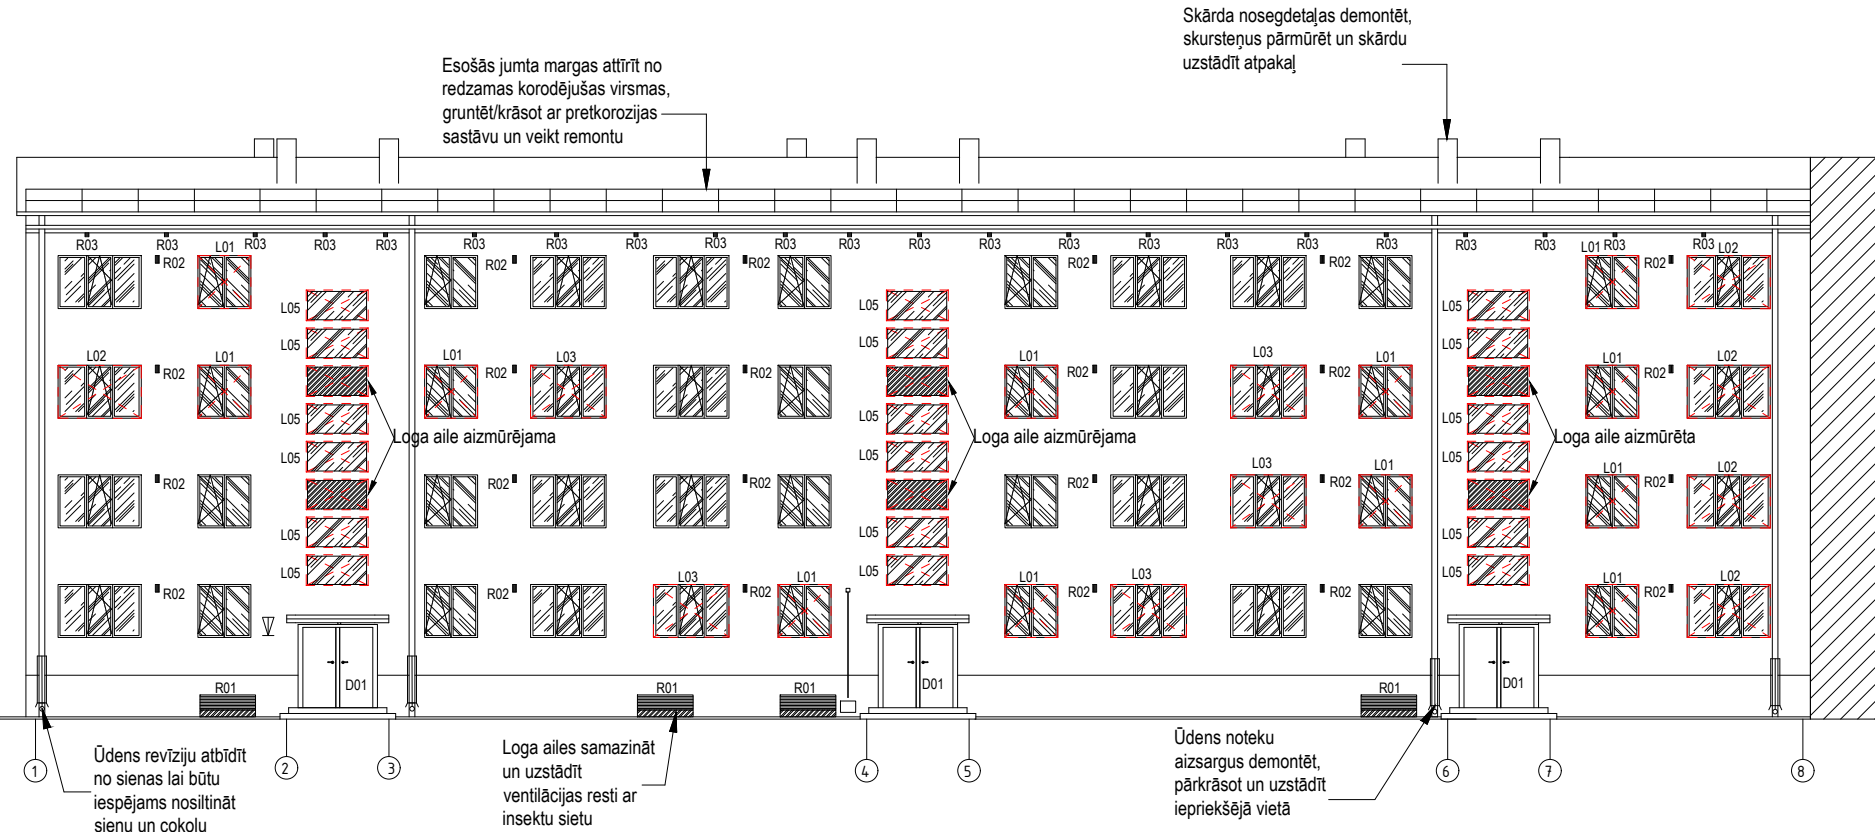 Skārda nosegdetaļas demontēt,
skursteņus pārmūrēt un skārdu
uzstādīt atpakaļ
Esošās jumta margas attīrīt no
redzamas korodējušas virsmas,
gruntēt/krāsot ar pretkorozijas
sastāvu un veikt remontu
R03 R03 R03 R03 R03 R03 R03 R03 R03 R03 R03 R03 R03 R03 R03 R03 R03 R03 R03 R03 R03
L01 L01 L02
R02 R02 R02 R02 R02 R02
L05 L05 L05
L05 L05 L05
L02 L01 L01 L03 L01 L03 L01 L01 L02
R02 R02 R02 R02 R02 R02
L05 L05 L05
Loga aile aizmūrējama Loga aile aizmūrējama Loga aile aizmūrēta
L05 L05 L05
L03 L01 L01 L02
R02 R02 R02 R02 R02 R02
L05 L05 L05
L05 L05 L05
L03 L01 L01 L03 L01 L02
R02 R02 R02 R02 R02 R02
D01 D01 D01
R01 R01 R01 R01
1 2 3 4 5 6 7 8
Ūdens revīziju atbīdīt
no sienas lai būtu
iespējams nosiltināt
sienu un cokolu
Loga ailes samazināt
un uzstādīt
ventilācijas resti ar
insektu sietu
Ūdens noteku
aizsargus demontēt,
pārkrāsot un uzstādīt
iepriekšējā vietā